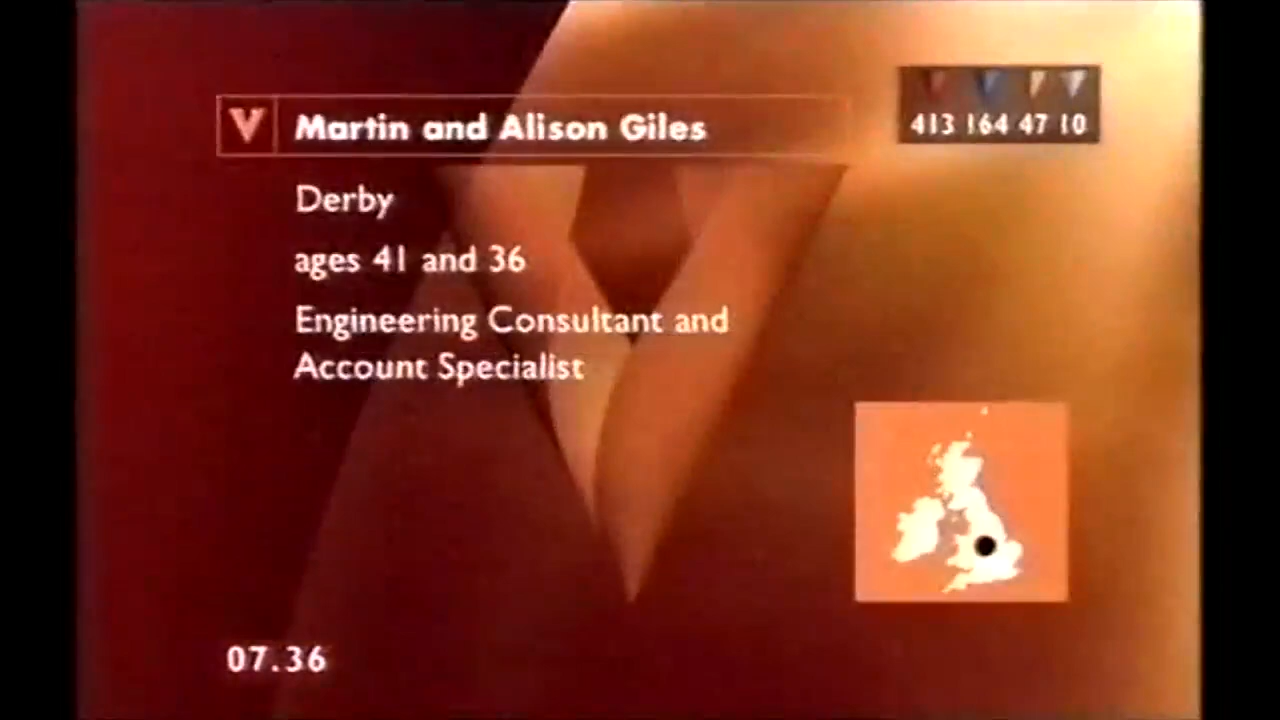 V Martin and Alison Giles
413 164 47 10
Derby
ages 41 and 36
Engineering Consultant and
Account Specialist
07.36